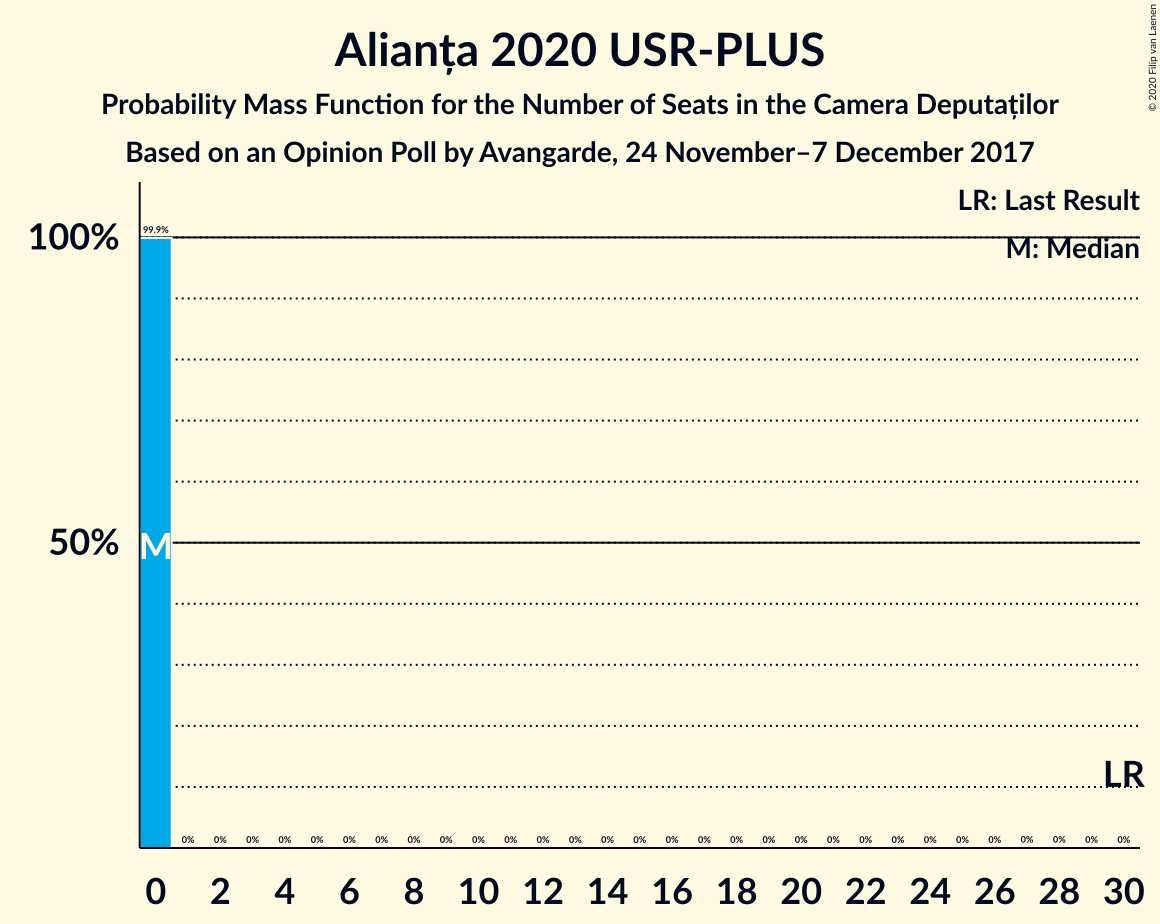 Alianța 2020 USR-PLUS
Probability Mass Function for the Number of Seats in the Camera Deputaților
Based on an Opinion Poll by Avangarde, 24 November–7 December 2017
© 2020 Filip van Laenen
LR: Last Result
M: Median
100%
50%
99.9%
M
LR
0% 0% 0% 0% 0% 0% 0% 0% 0% 0% 0% 0% 0% 0% 0% 0% 0% 0% 0% 0% 0% 0% 0% 0% 0% 0% 0% 0% 0% 0%
0 2 4 6 8 10 12 14 16 18 20 22 24 26 28 30